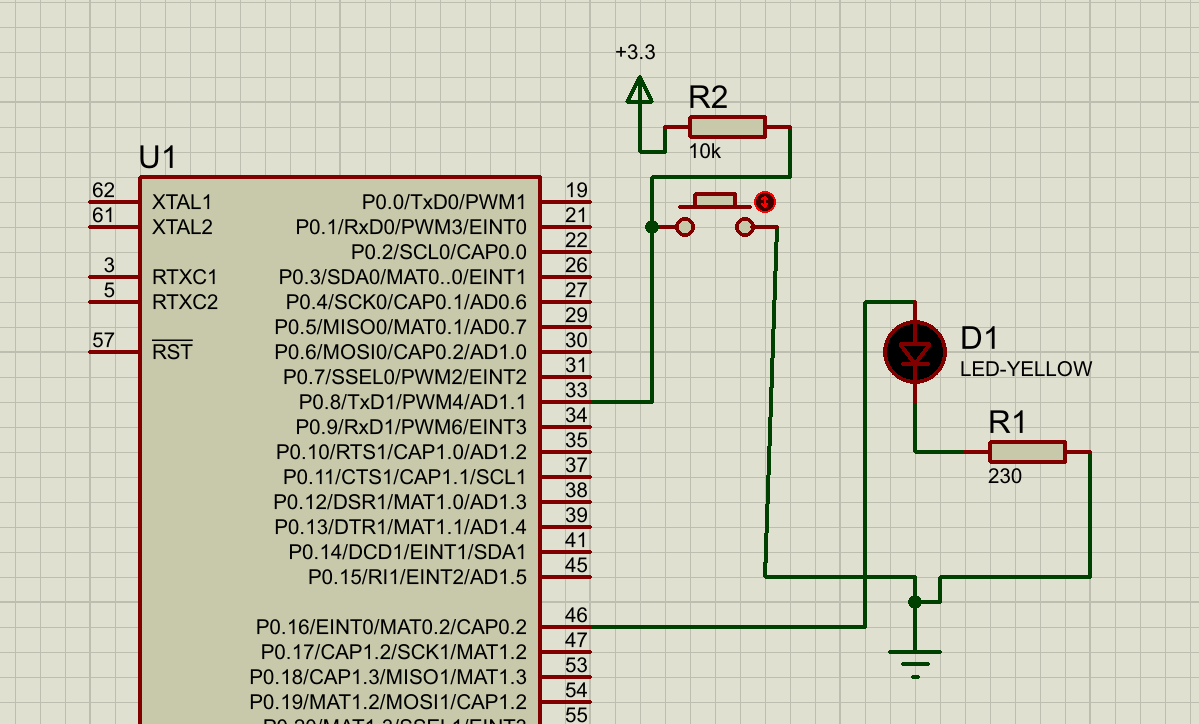 +3.3
R2
10k
U1
62 XTAL1 P0.0/TxD0/PWM1 19
61 XTAL2 P0.1/RxD0/PWM3/EINT0 21
P0.2/SCL0/CAP0.0 22
3 RTXC1 P0.3/SDA0/MAT0..0/EINT1 26
5 RTXC2 P0.4/SCK0/CAP0.1/AD0.6 27
P0.5/MISO0/MAT0.1/AD0.7 29
57 RST P0.6/MOSI0/CAP0.2/AD1.0 30
P0.7/SSEL0/PWM2/EINT2 31
P0.8/TxD1/PWM4/AD1.1 33
P0.9/RxD1/PWM6/EINT3 34
P0.10/RTS1/CAP1.0/AD1.2 35
P0.11/CTS1/CAP1.1/SCL1 37
P0.12/DSR1/MAT1.0/AD1.3 38
P0.13/DTR1/MAT1.1/AD1.4 39
P0.14/DCD1/EINT1/SDA1 41
P0.15/RI1/EINT2/AD1.5 45
P0.16/EINT0/MAT0.2/CAP0.2 46
P0.17/CAP1.2/SCK1/MAT1.2 47
P0.18/CAP1.3/MISO1/MAT1.3 53
P0.19/MAT1.2/MOSI1/CAP1.2 54
55
D1
LED-YELLOW
R1
230